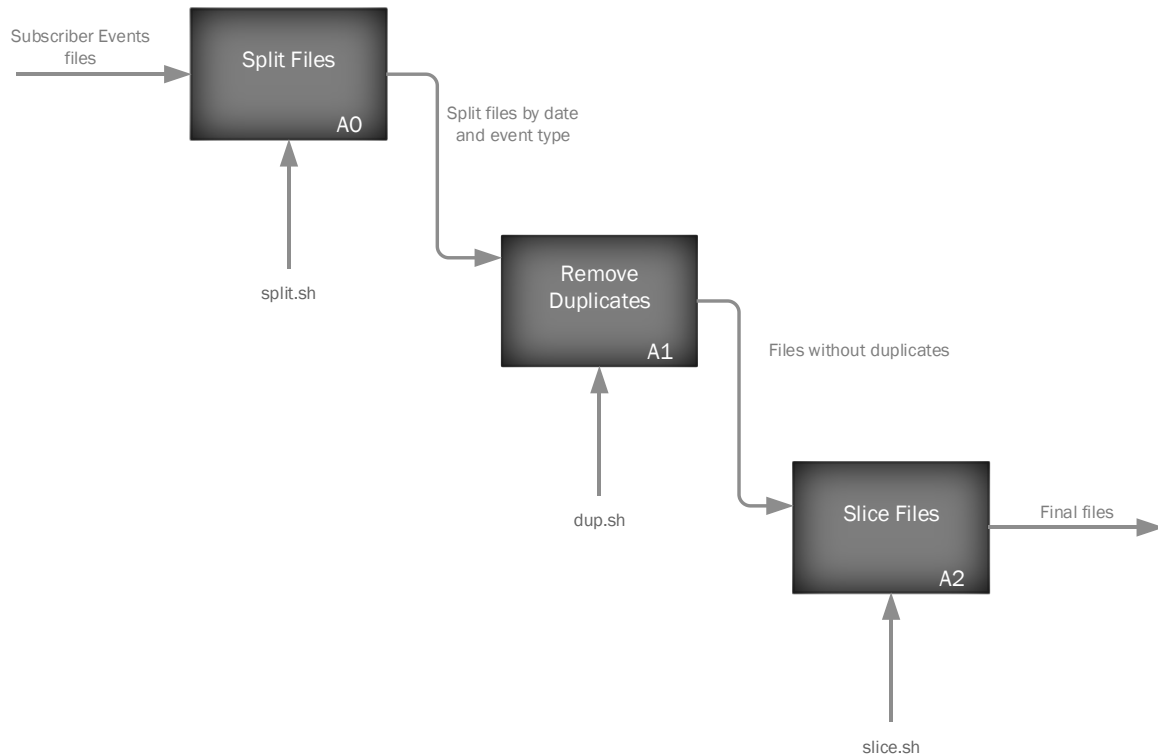 Subscriber Events
files
Split Files
A0
Split files by date
and event type
split.sh
Remove
Duplicates
A1
Files without duplicates
dup.sh
Slice Files
A2
Final files
slice.sh